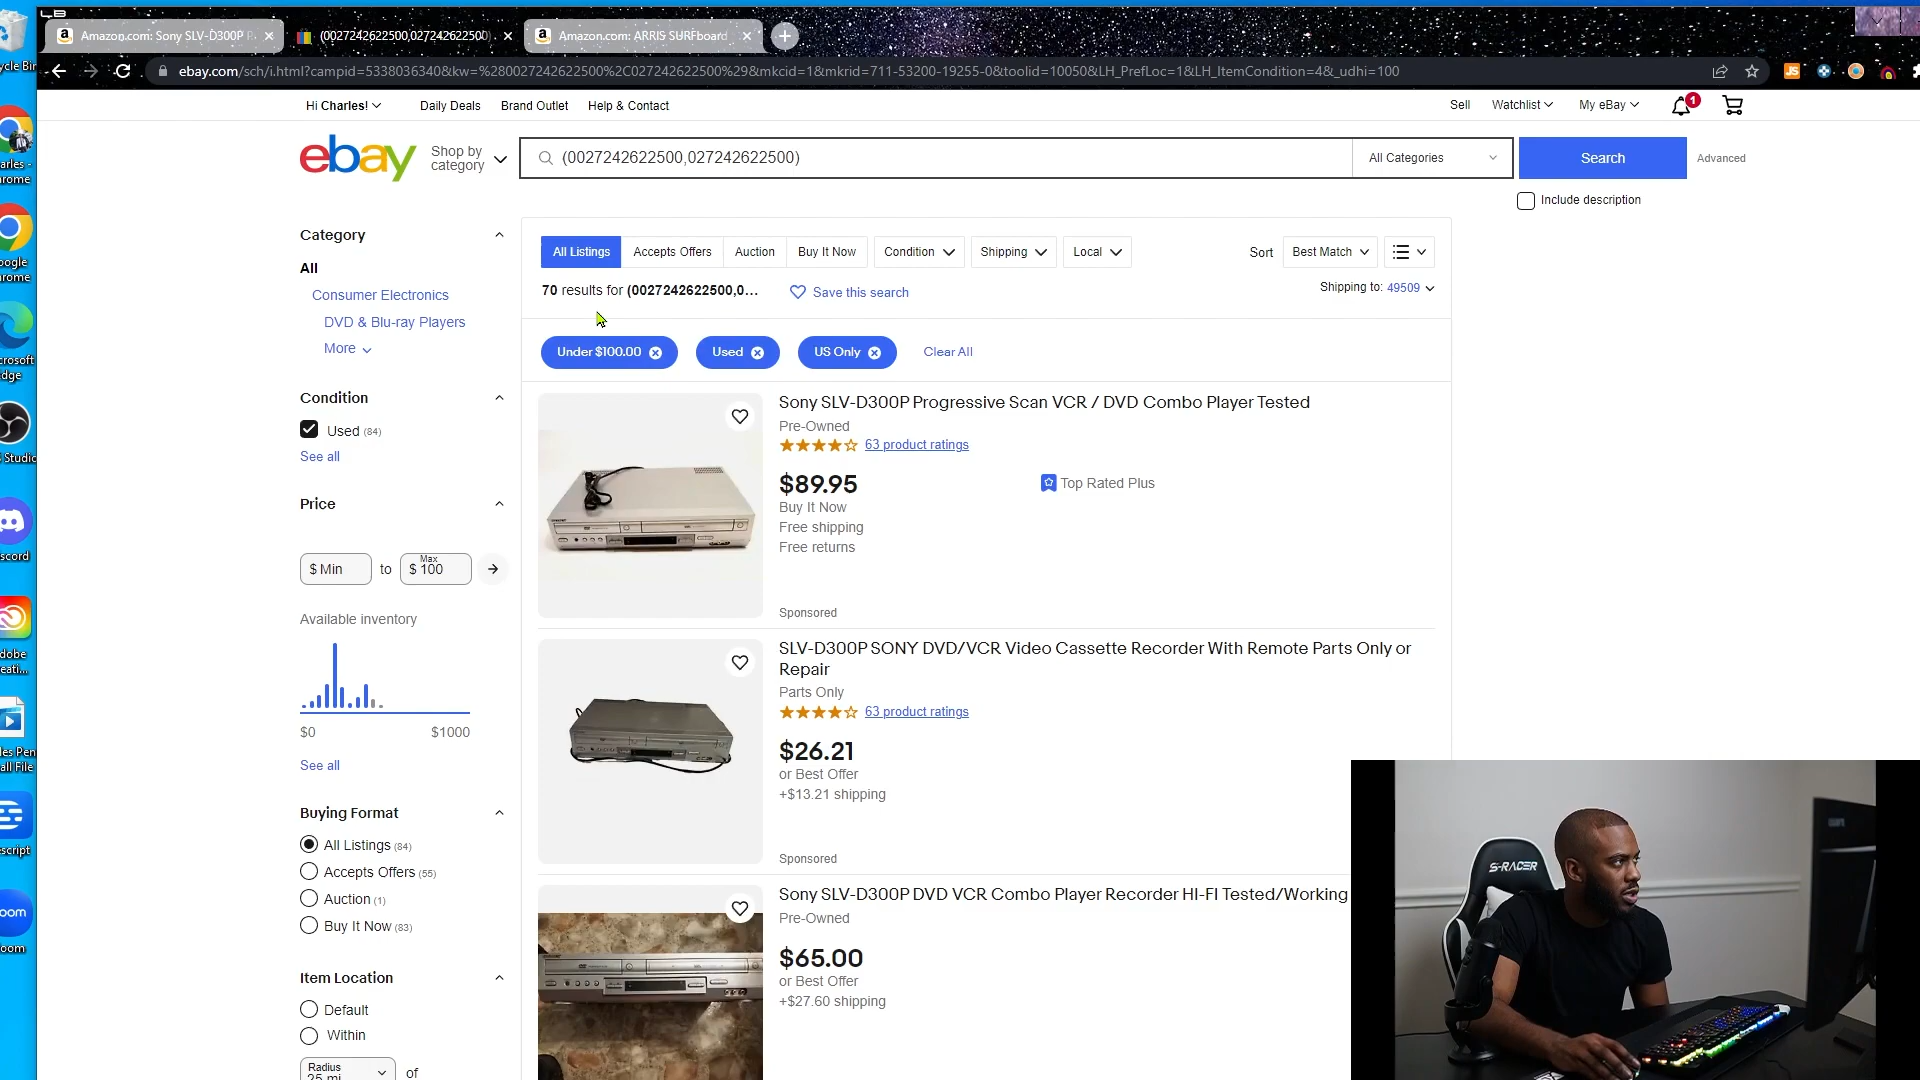 Amazon.com: Sony SLV-D300P
(0027242622500,027242622500)
Amazon.com: ARRIS SURFboard
ebay.com/sch/i.html?campid=5338036340&kw=%280027242622500%2C027242622500%29&mkcid=1&mkrid=711-53200-19255-0&toolid=10050&LH_PrefLoc=1&LH_ItemCondition=4&_udhi=100
Hi Charles!
Daily Deals
Brand Outlet
Help & Contact
Sell
Watchlist
My eBay
1
ebay
Shop by
category
(0027242622500,027242622500)
All Categories
Search
Advanced
Include description
Category
All
Consumer Electronics
DVD & Blu-ray Players
More
Condition
Used (84)
See all
Price
$ Min
to
Max
$ 100
Available inventory
$0
$1000
See all
Buying Format
All Listings (84)
Accepts Offers (55)
Auction (1)
Buy It Now (83)
Item Location
Default
Within
Radius
25 mi
of
All Listings
Accepts Offers
Auction
Buy It Now
Condition
Shipping
Local
Sort
Best Match
70 results for (0027242622500,0...
Save this search
Shipping to: 49509
Under $100.00
Used
US Only
Clear All
Sony SLV-D300P Progressive Scan VCR / DVD Combo Player Tested
Pre-Owned
63 product ratings
$89.95
Top Rated Plus
Buy It Now
Free shipping
Free returns
Sponsored
SLV-D300P SONY DVD/VCR Video Cassette Recorder With Remote Parts Only or
Repair
Parts Only
63 product ratings
$26.21
or Best Offer
+$13.21 shipping
Sponsored
Sony SLV-D300P DVD VCR Combo Player Recorder HI-FI Tested/Working
Pre-Owned
$65.00
or Best Offer
+$27.60 shipping
S-RACER